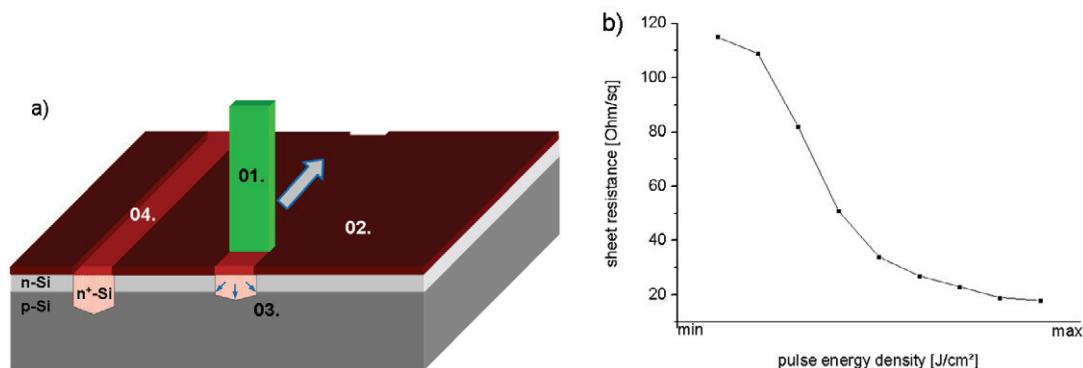 a)
01.
02.
03.
04.
n-Si
n⁺-Si
p-Si
b)
sheet resistance [Ohm/sq]
120
100
80
60
40
20
min
max
pulse energy density [J/cm²]